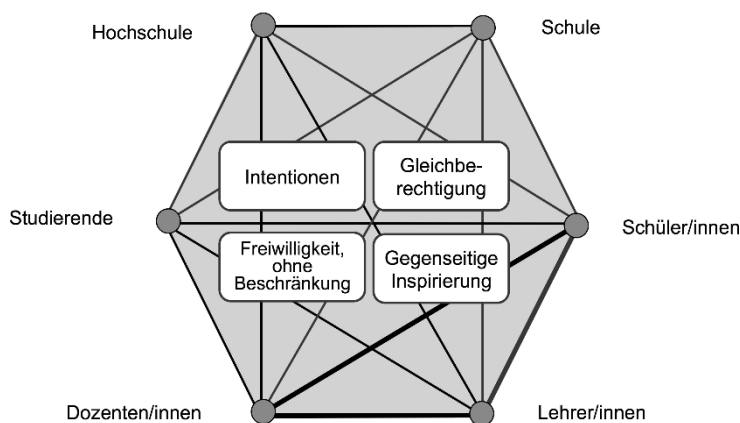 Hochschule
Schule
Intentionen
Gleichbe-
rechtigung
Studierende
Schüler/innen
Freiwilligkeit,
ohne
Beschränkung
Gegenseitige
Inspirierung
Dozenten/innen
Lehrer/innen